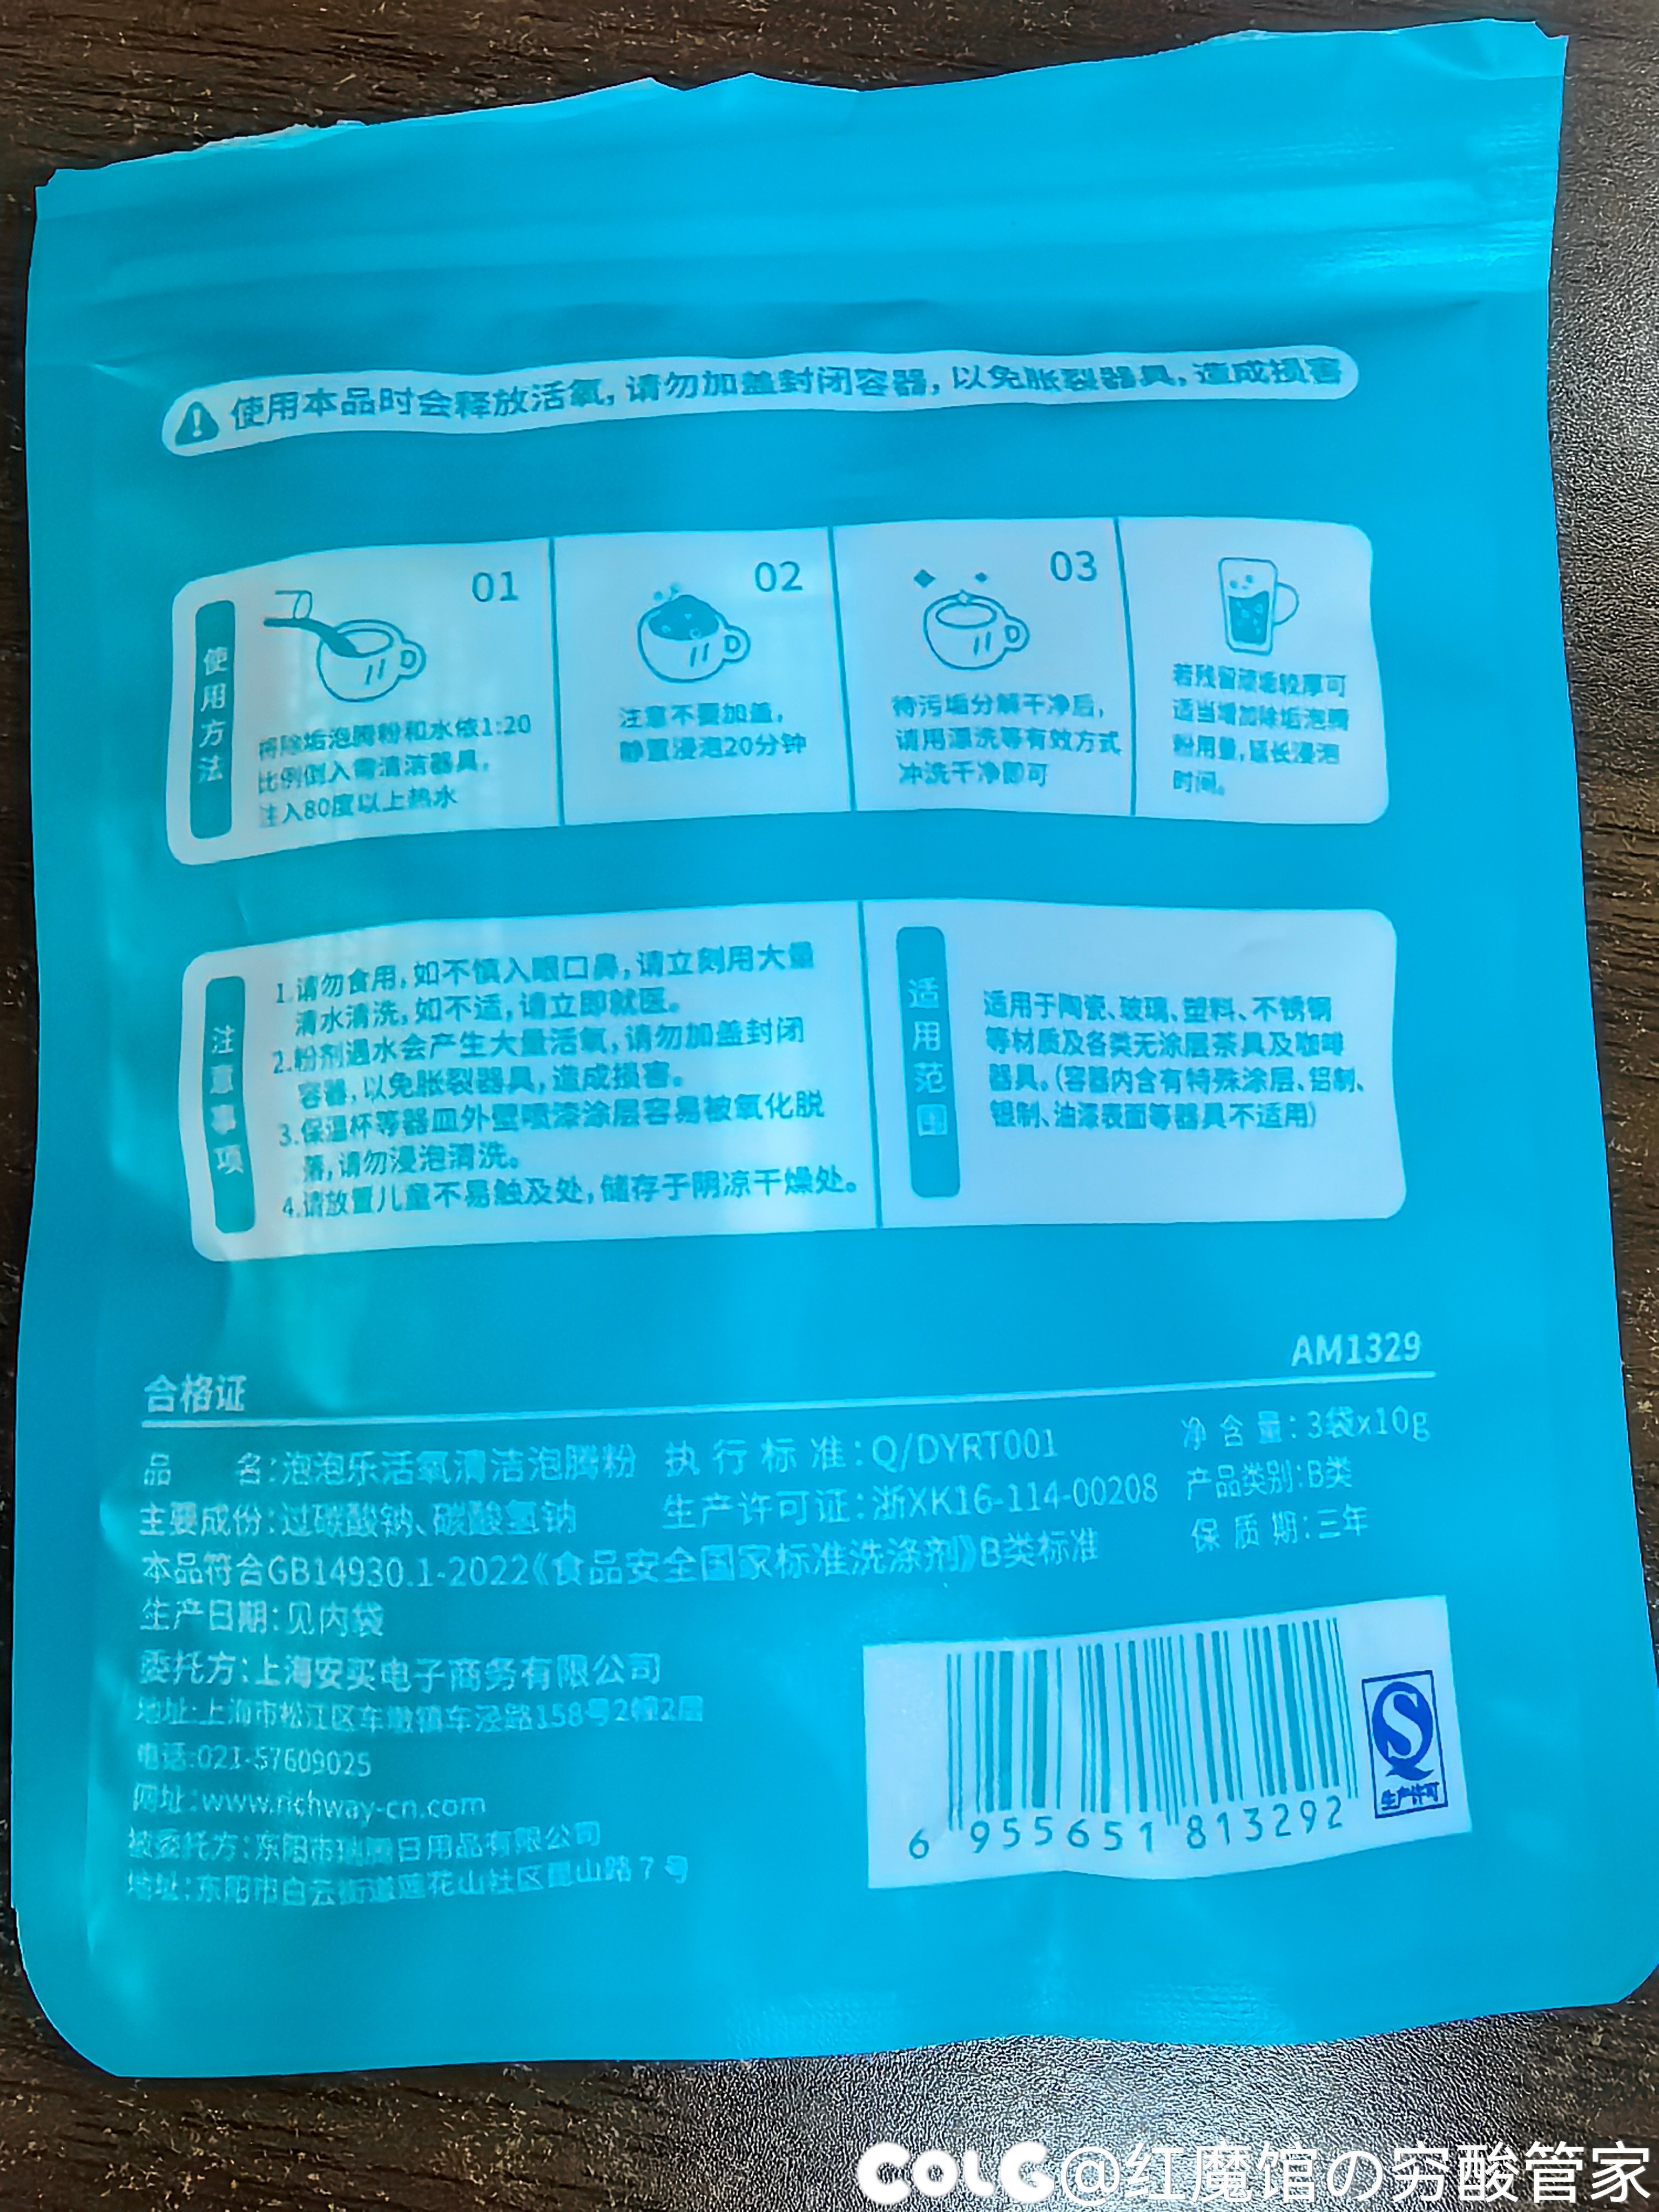 使用本品时会释放活氧,请勿加盖封闭容器,以免胀裂器具,造成损害
使用方法
01
将除垢泡腾粉和水依1:20
比例倒入需清洁器具,
注入80度以上热水
02
注意不要加盖,
静置浸泡20分钟
03
待污垢分解干净后,
请用漂洗等有效方式
冲洗干净即可
若残留渍垢较厚可
适当增加除垢泡腾
粉用量,延长浸泡
时间。
注意事项
1.请勿食用,如不慎入眼口鼻,请立刻用大量
清水清洗,如不适,请立即就医。
2.粉剂遇水会产生大量活氧,请勿加盖封闭
容器,以免胀裂器具,造成损害。
3.保温杯等器皿外壁喷漆涂层容易被氧化脱
落,请勿浸泡清洗。
4.请放置儿童不易触及处,储存于阴凉干燥处。
适用范围
适用于陶瓷、玻璃、塑料、不锈钢
等材质及各类无涂层茶具及咖啡
器具。(容器内含有特殊涂层、铝制、
银制、油漆表面等器具不适用)
AM1329
合格证
品 名:泡泡乐活氧清洁泡腾粉 执行标准:Q/DYRT001 净含量:3袋x10g
主要成份:过碳酸钠、碳酸氢钠 生产许可证:浙XK16-114-00208 产品类别:B类
本品符合GB14930.1-2022《食品安全国家标准洗涤剂》B类标准 保质期:三年
生产日期:见内袋
委托方:上海安买电子商务有限公司
地址:上海市松江区车墩镇车泾路158号2幢2层
电话:021-57609025
网址:www.richway-cn.com
被委托方:东阳市瑞腾日用品有限公司
地址:东阳市白云街道莲花山社区昆山路7号
6 955651 813292
生产许可
COLG@红魔馆の穷酸管家